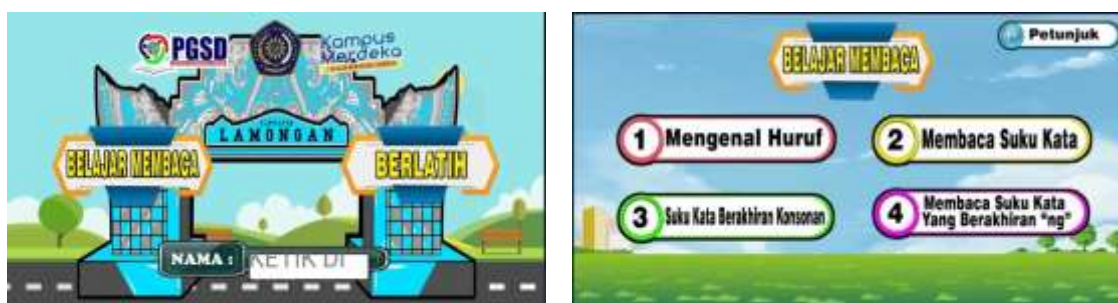 PGSD
Kampus
Merdeka
LAMONGAN
BELAJAR MEMBACA
BERLATIH
NAMA :
KETIK DI
Petunjuk
BELAJAR MEMBACA
1 Mengenal Huruf
2 Membaca Suku Kata
3 Suku Kata Berakhiran Konsonan
4 Membaca Suku Kata
Yang Berakhiran "ng"